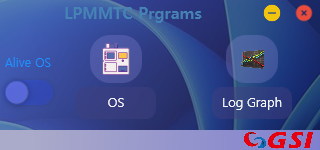 LPMMTC Prgrams
Alive OS
OS
Log Graph
GSI